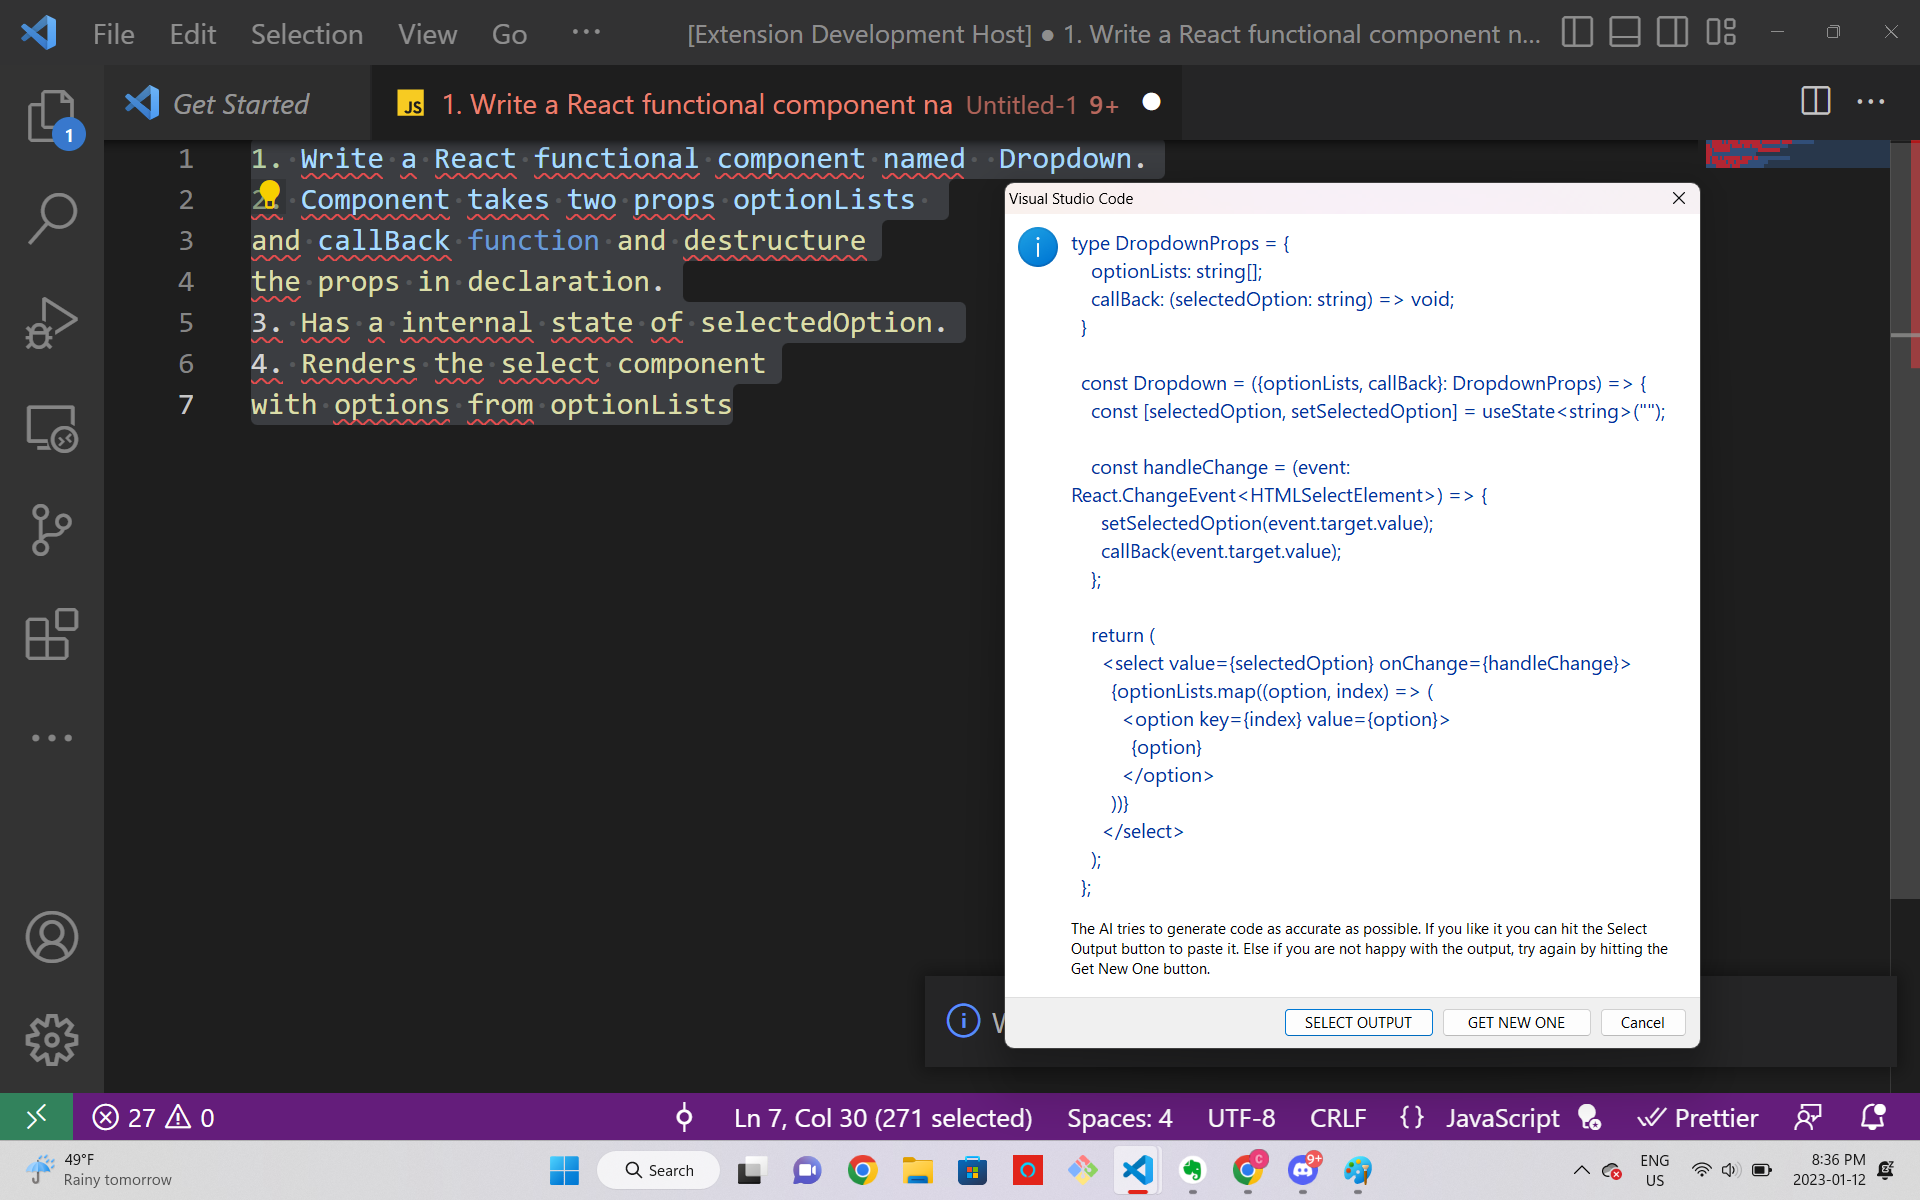 File Edit Selection View Go ··· [Extension Development Host] ● 1. Write a React functional component n...
Get Started
JS 1. Write a React functional component na Untitled-1 9+
1
1 1. Write a React functional component named  Dropdown.
2 2. Component takes two props optionLists
3 and callBack function and destructure
4 the props in declaration.
5 3. Has a internal state of selectedOption.
6 4. Renders the select component
7 with options from optionLists
Visual Studio Code
type DropdownProps = {
optionLists: string[];
callBack: (selectedOption: string) => void;
}
const Dropdown = ({optionLists, callBack}: DropdownProps) => {
const [selectedOption, setSelectedOption] = useState<string>("");
const handleChange = (event:
React.ChangeEvent<HTMLSelectElement>) => {
setSelectedOption(event.target.value);
callBack(event.target.value);
};
return (
<select value={selectedOption} onChange={handleChange}>
{optionLists.map((option, index) => (
<option key={index} value={option}>
{option}
</option>
))}
</select>
);
};
The AI tries to generate code as accurate as possible. If you like it you can hit the Select
Output button to paste it. Else if you are not happy with the output, try again by hitting the
Get New One button.
SELECT OUTPUT GET NEW ONE Cancel
27 0 Ln 7, Col 30 (271 selected) Spaces: 4 UTF-8 CRLF {} JavaScript Prettier
49°F
Rainy tomorrow
Search
C
9+
ENG
US
8:36 PM
2023-01-12